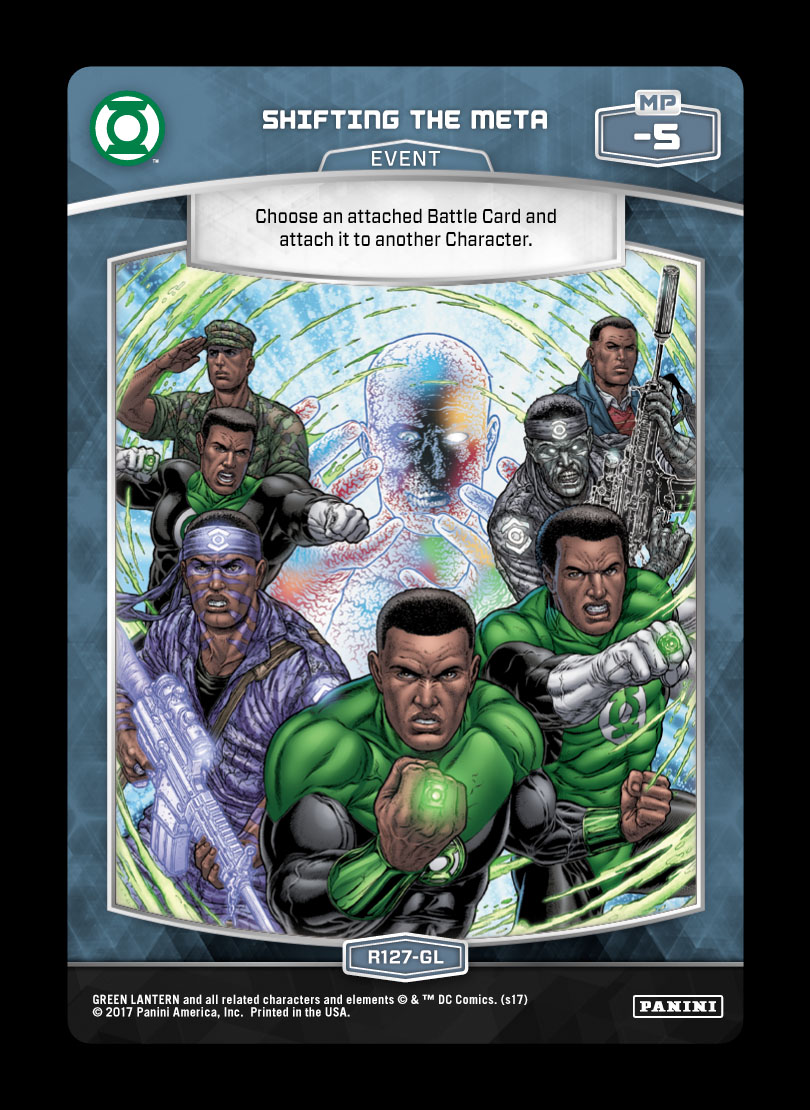 SHIFTING THE META
MP
-5
EVENT
Choose an attached Battle Card and
attach it to another Character.
R127-GL
GREEN LANTERN and all related characters and elements © & ™ DC Comics. (s17)
© 2017 Panini America, Inc. Printed in the USA.
PANINI
™